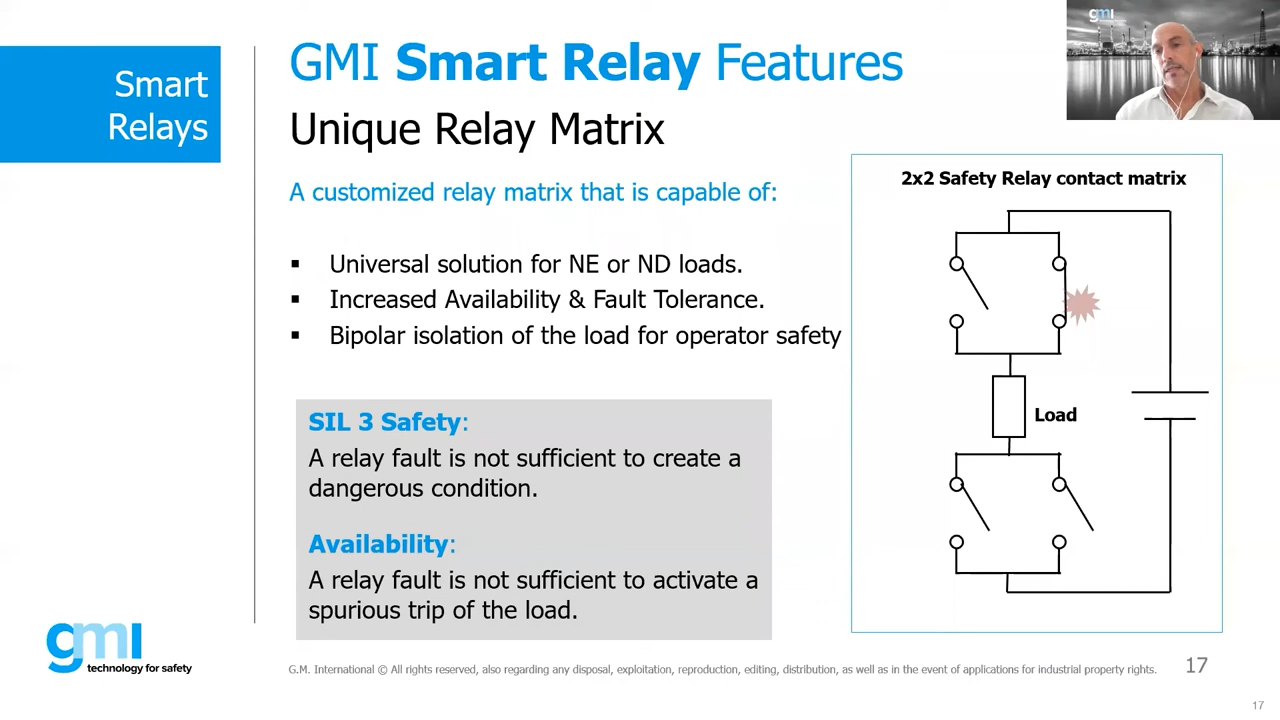 Smart
Relays
GMI Smart Relay Features
Unique Relay Matrix
A customized relay matrix that is capable of:
▪ Universal solution for NE or ND loads.
▪ Increased Availability & Fault Tolerance.
▪ Bipolar isolation of the load for operator safety
SIL 3 Safety:
A relay fault is not sufficient to create a
dangerous condition.
Availability:
A relay fault is not sufficient to activate a
spurious trip of the load.
gmi
2x2 Safety Relay contact matrix
Load
gmi
technology for safety
G.M. International © All rights reserved, also regarding any disposal, exploitation, reproduction, editing, distribution, as well as in the event of applications for industrial property rights.
17
17